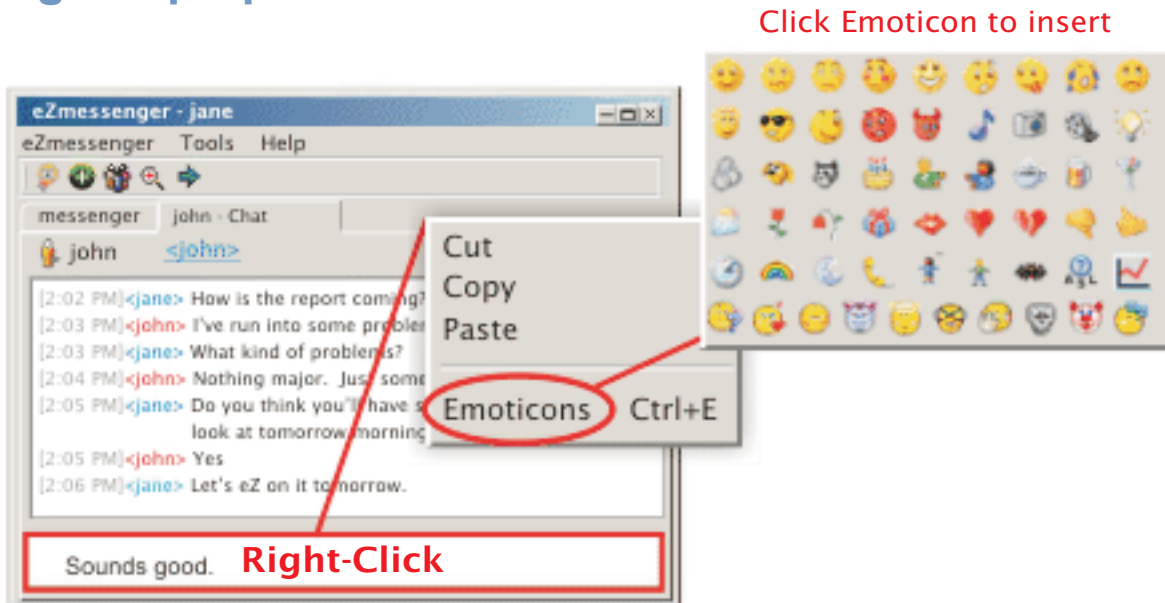 Click Emoticon to insert
eZmessenger - jane
eZmessenger Tools Help
messenger john - Chat
john <john>
[2:02 PM]<jane> How is the report coming?
[2:03 PM]<john> I've run into some
[2:03 PM]<jane> What kind of problems?
[2:04 PM]<john> Nothing major. Just some
[2:05 PM]<jane> Do you think you'll have
look at tomorrow morning
[2:05 PM]<john> Yes
[2:06 PM]<jane> Let's eZ on it tomorrow.
Cut
Copy
Paste
Emoticons Ctrl+E
Sounds good. Right-Click